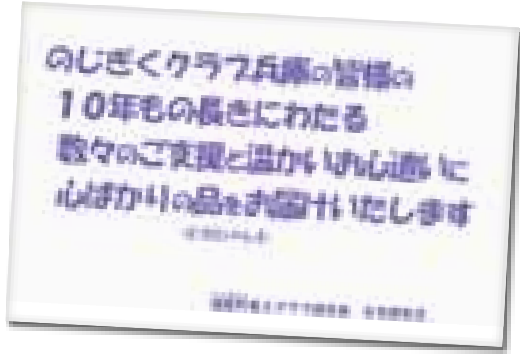 のじぎくクラブ兵庫の皆様の
10年もの長きにわたる
数々のご支援と温かいお心遣いに
心ばかりの品をお届けいたします